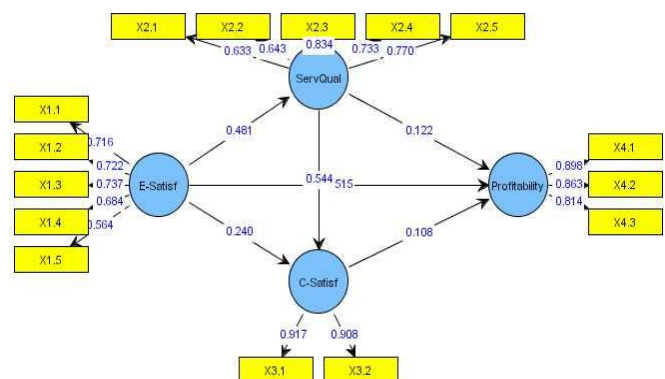 X2.1 X2.2 X2.3 X2.4 X2.5
0.633 0.643 0.834 0.733 0.770
ServQual
X1.1
X1.2
X1.3
X1.4
X1.5
0.716
0.722
0.737
0.684
0.564
E-Satisf
0.481
0.122
0.544
515
0.240
0.108
Profitability
0.898
0.863
0.814
X4.1
X4.2
X4.3
C-Satisf
0.917 0.908
X3.1 X3.2